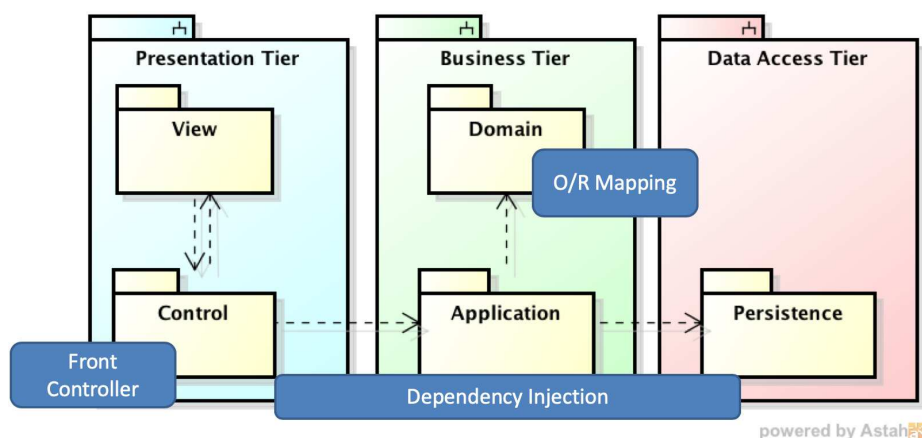 Presentation Tier
Business Tier
Data Access Tier
View
Domain
O/R Mapping
Control
Application
Persistence
Front
Controller
Dependency Injection
powered by Astah